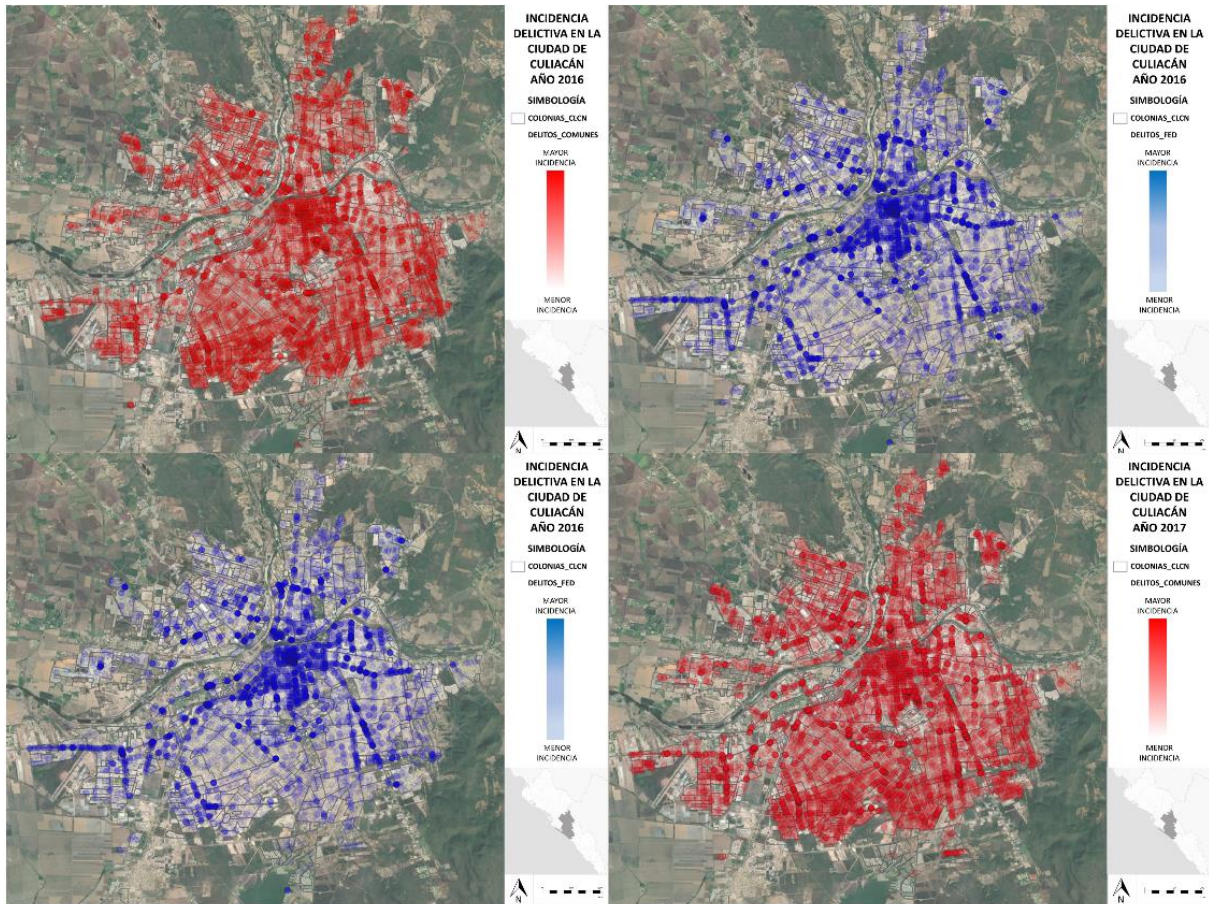 INCIDENCIA
DELICTIVA EN LA
CIUDAD DE
CULIACÁN
AÑO 2016
SIMBOLOGÍA
COLONIAS_CLCN
DELITOS_COMUNES
MAYOR
INCIDENCIA
MENOR
INCIDENCIA
N
INCIDENCIA
DELICTIVA EN LA
CIUDAD DE
CULIACÁN
AÑO 2016
SIMBOLOGÍA
COLONIAS_CLCN
DELITOS_FED
MAYOR
INCIDENCIA
MENOR
INCIDENCIA
N
INCIDENCIA
DELICTIVA EN LA
CIUDAD DE
CULIACÁN
AÑO 2016
SIMBOLOGÍA
COLONIAS_CLCN
DELITOS_FED
MAYOR
INCIDENCIA
MENOR
INCIDENCIA
N
INCIDENCIA
DELICTIVA EN LA
CIUDAD DE
CULIACÁN
AÑO 2017
SIMBOLOGÍA
COLONIAS_CLCN
DELITOS_COMUNES
MAYOR
INCIDENCIA
MENOR
INCIDENCIA
N